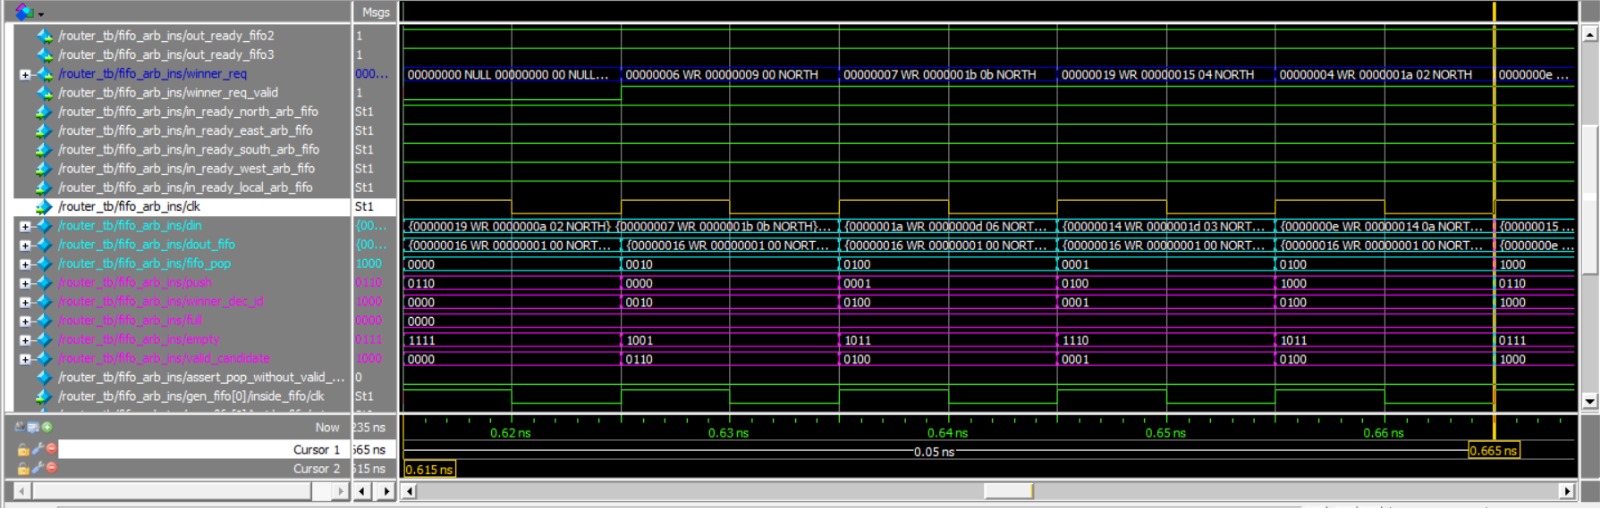 Msgs
/router_tb/fifo_arb_ins/out_ready_fifo2 1
/router_tb/fifo_arb_ins/out_ready_fifo3 1
/router_tb/fifo_arb_ins/winner_req 000... 00000000 NULL 00000000 00 NULL... 00000006 WR 00000009 00 NORTH 00000007 WR 0000001b 0b NORTH 00000019 WR 00000015 04 NORTH 00000004 WR 0000001a 02 NORTH 0000000e ...
/router_tb/fifo_arb_ins/winner_req_valid 1
/router_tb/fifo_arb_ins/in_ready_north_arb_fifo St1
/router_tb/fifo_arb_ins/in_ready_east_arb_fifo St1
/router_tb/fifo_arb_ins/in_ready_south_arb_fifo St1
/router_tb/fifo_arb_ins/in_ready_west_arb_fifo St1
/router_tb/fifo_arb_ins/in_ready_local_arb_fifo St1
/router_tb/fifo_arb_ins/clk St1
/router_tb/fifo_arb_ins/din {00... {00000019 WR 0000000a 02 NORTH} {00000007 WR 0000001b 0b NORTH}... {0000001a WR 0000000d 06 NORT... {00000014 WR 0000001d 03 NORT... {0000000e WR 00000014 0a NORT... {00000015 ...
/router_tb/fifo_arb_ins/dout_fifo {00... {00000016 WR 00000001 00 NORT... {00000016 WR 00000001 00 NORTH... {00000016 WR 00000001 00 NORT... {00000016 WR 00000001 00 NORT... {00000016 WR 00000001 00 NORT... {0000000e ...
/router_tb/fifo_arb_ins/fifo_pop 1000 0000 0010 0100 0001 0100 1000
/router_tb/fifo_arb_ins/push 0110 0110 0000 0001 0100 1000 0110
/router_tb/fifo_arb_ins/winner_dec_id 1000 0000 0010 0100 0001 0100 1000
/router_tb/fifo_arb_ins/full 0000 0000
/router_tb/fifo_arb_ins/empty 0111 1111 1001 1011 1110 1011 0111
/router_tb/fifo_arb_ins/valid_candidate 1000 0000 0110 0100 0001 0100 1000
/router_tb/fifo_arb_ins/assert_pop_without_valid_... 0
/router_tb/fifo_arb_ins/gen_fifo[0]/inside_fifo/clk St1
Now 235 ns 0.62 ns 0.63 ns 0.64 ns 0.65 ns 0.66 ns
Cursor 1 565 ns 0.05 ns 0.665 ns
Cursor 2 515 ns 0.615 ns